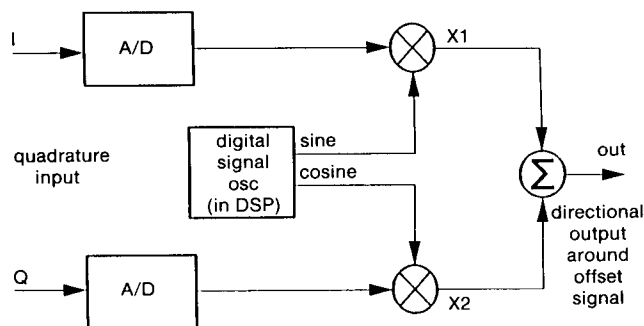 I
A/D
X1
quadrature
input
digital
signal
osc
(in DSP)
sine
cosine
Σ
out
directional
output
around
offset
signal
Q
A/D
X2